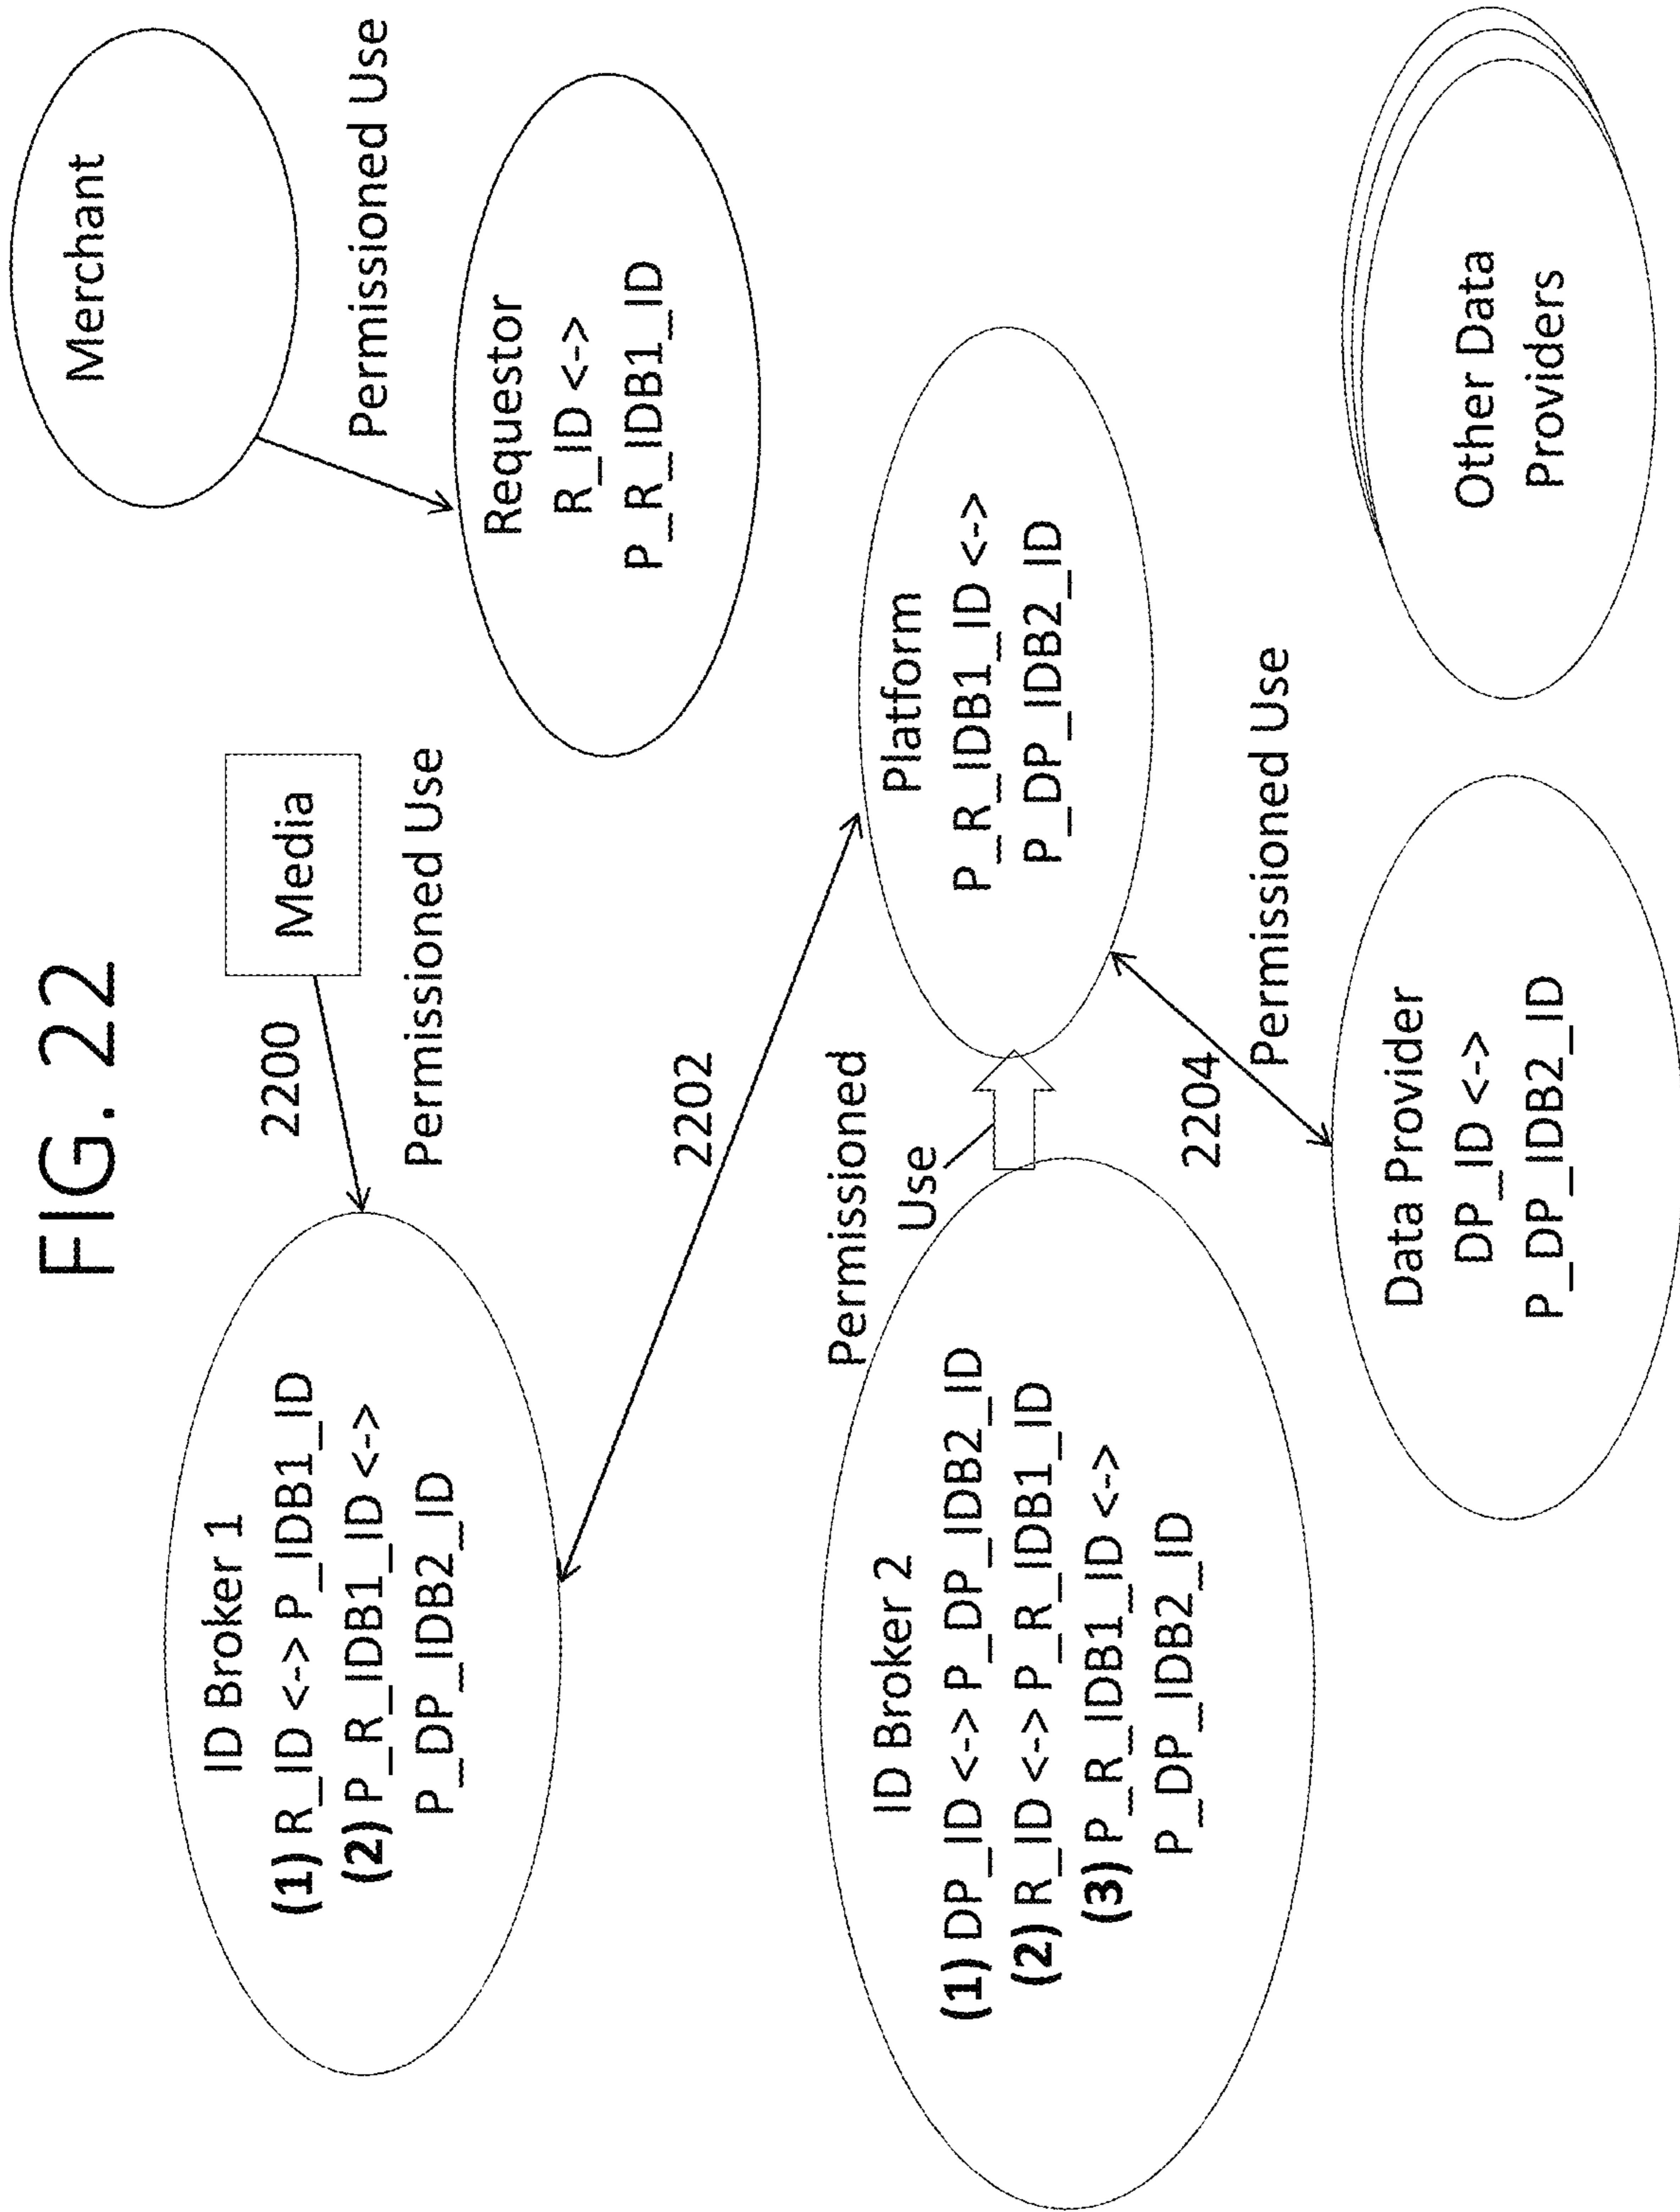 FIG. 22
Media
2200
Permissioned Use
Merchant
Permissioned Use
ID Broker 1
(1) R_ID <-> P_IDB1_ID
(2) P_R_IDB1_ID <->
P_DP_IDB2_ID
Requestor
R_ID <->
P_R_IDB1_ID
2202
Permissioned
Use
ID Broker 2
(1) DP_ID <-> P_DP_IDB2_ID
(2) R_ID <-> P_R_IDB1_ID
(3) P_R_IDB1_ID <->
P_DP_IDB2_ID
Platform
P_R_IDB1_ID <->
P_DP_IDB2_ID
2204
Permissioned Use
Data Provider
DP_ID <->
P_DP_IDB2_ID
Other Data
Providers